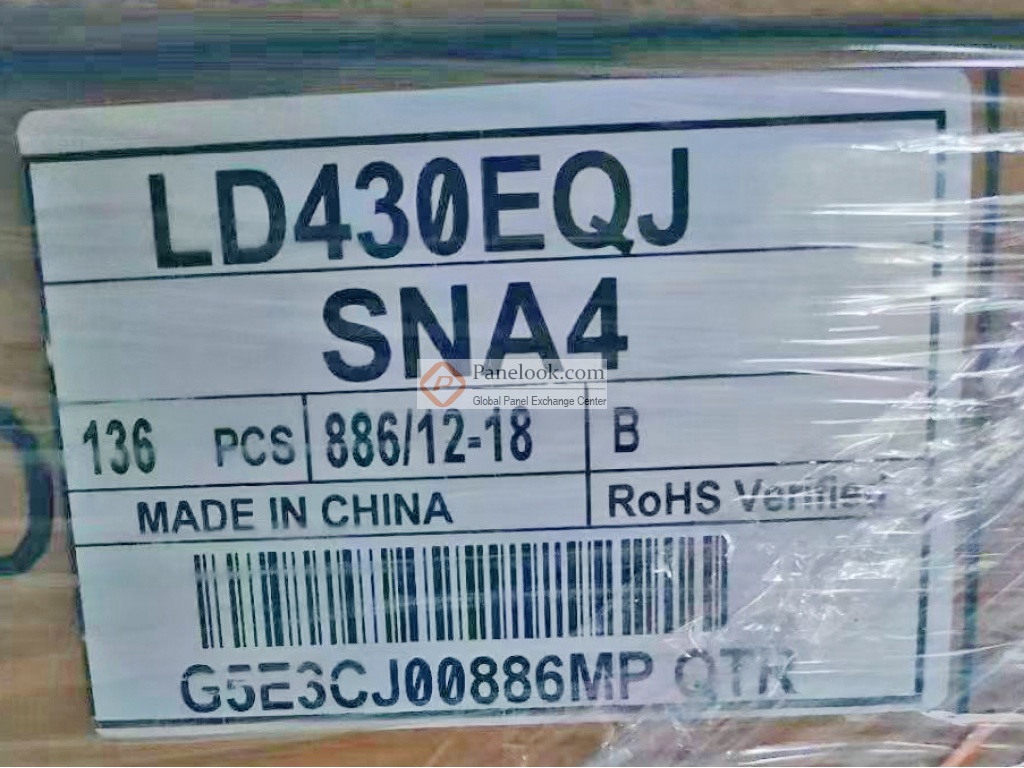 LD430EQJ
SNA4
Panelook.com
Global Panel Exchange Center
136 PCS 886/12-18 B
MADE IN CHINA RoHS Verified
G5E3CJ00886MP QTR